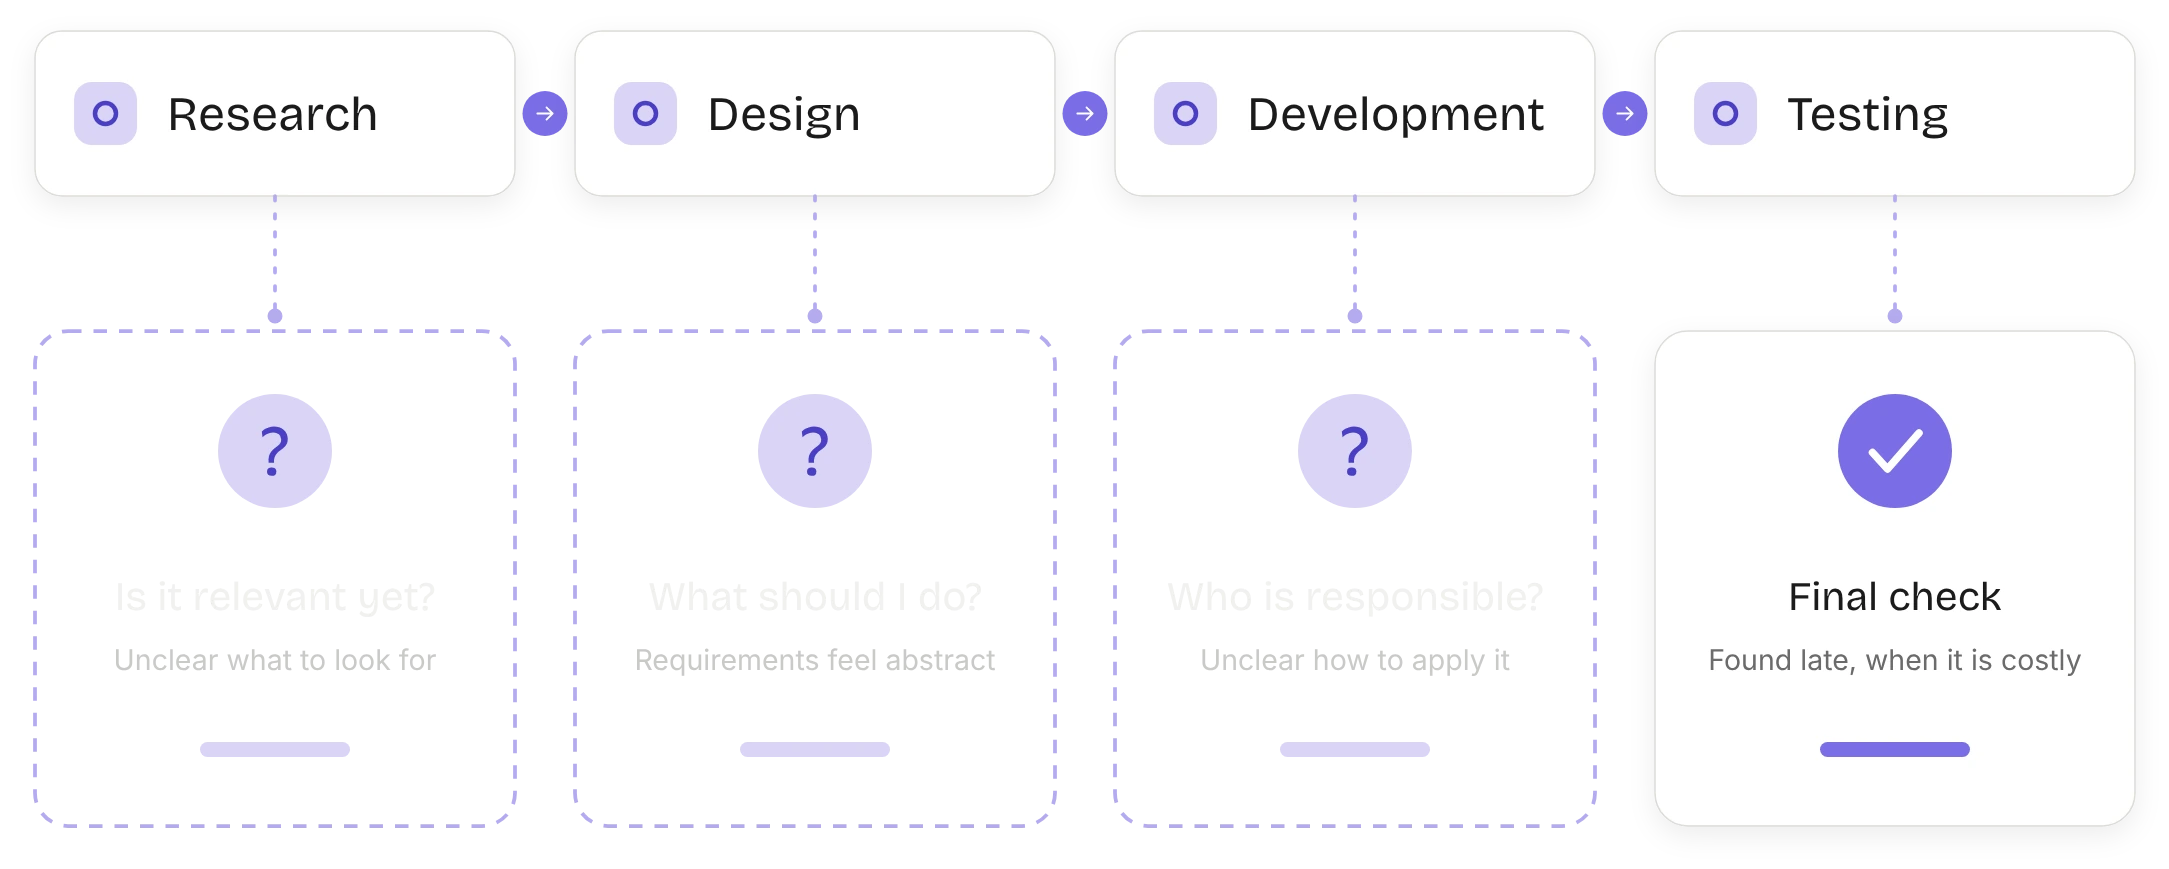 Research
Design
Development
Testing
?
?
?
Is it relevant yet?
Unclear what to look for
What should I do?
Requirements feel abstract
Who is responsible?
Unclear how to apply it
Final check
Found late, when it is costly